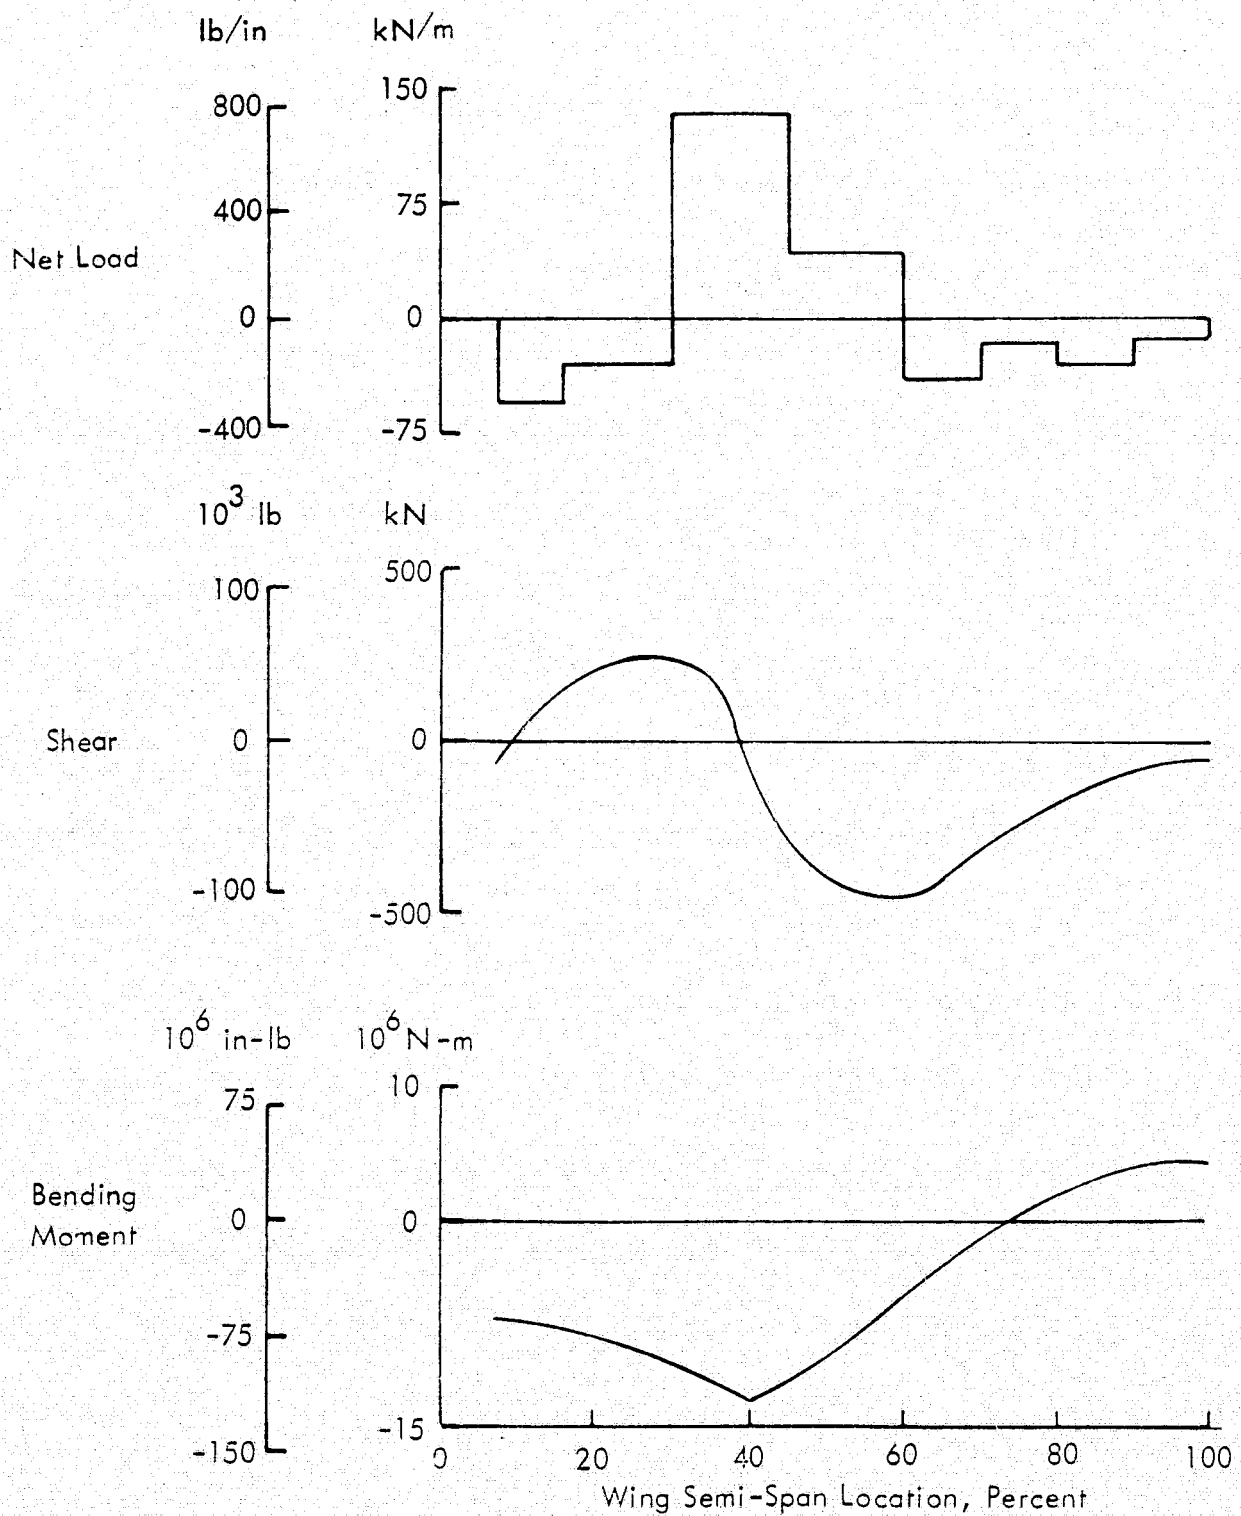 lb/in kN/m
150
800
75
400
Net Load
0 0
-400
-75
10³ lb kN
500
100
Shear 0 0
-100
-500
10⁶ in-lb 10⁶ N-m
10
75
Bending
0 0
Moment
-75
-15
-150
0 20 40 60 80 100
Wing Semi-Span Location, Percent